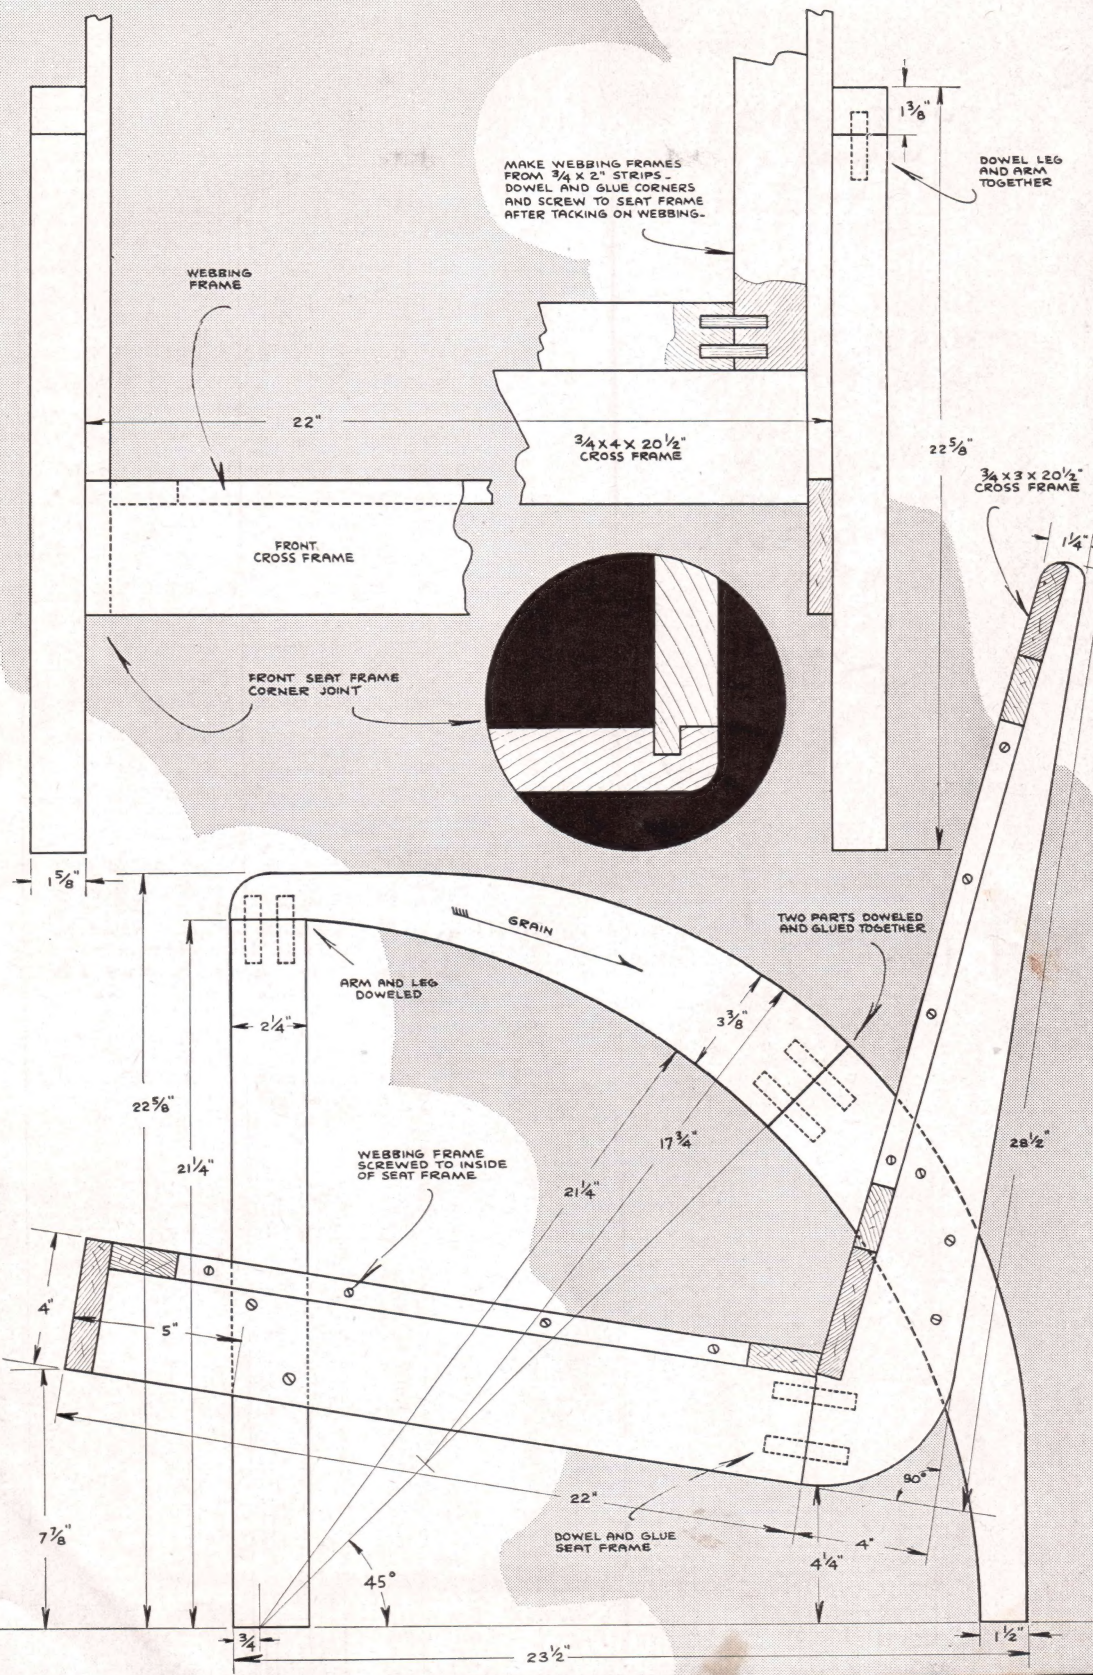 1 3/8"
MAKE WEBBING FRAMES
FROM 3/4 X 2" STRIPS -
DOWEL AND GLUE CORNERS
AND SCREW TO SEAT FRAME
AFTER TACKING ON WEBBING-
DOWEL LEG
AND ARM
TOGETHER
WEBBING
FRAME
22"
3/4 X 4 X 20 1/2"
CROSS FRAME
22 5/8"
3/4 X 3 X 20 1/2"
CROSS FRAME
1 1/4"
FRONT
CROSS FRAME
FRONT SEAT FRAME
CORNER JOINT
1 5/8"
GRAIN
TWO PARTS DOWELED
AND GLUED TOGETHER
ARM AND LEG
DOWELED
2 1/4"
3 3/8"
22 5/8"
21 1/4"
17 3/4"
28 1/2"
WEBBING FRAME
SCREWED TO INSIDE
OF SEAT FRAME
21 1/4"
4"
5"
90°
22"
7 7/8"
DOWEL AND GLUE
SEAT FRAME
4"
4 1/4"
45°
3/4
1 1/2"
23 1/2"